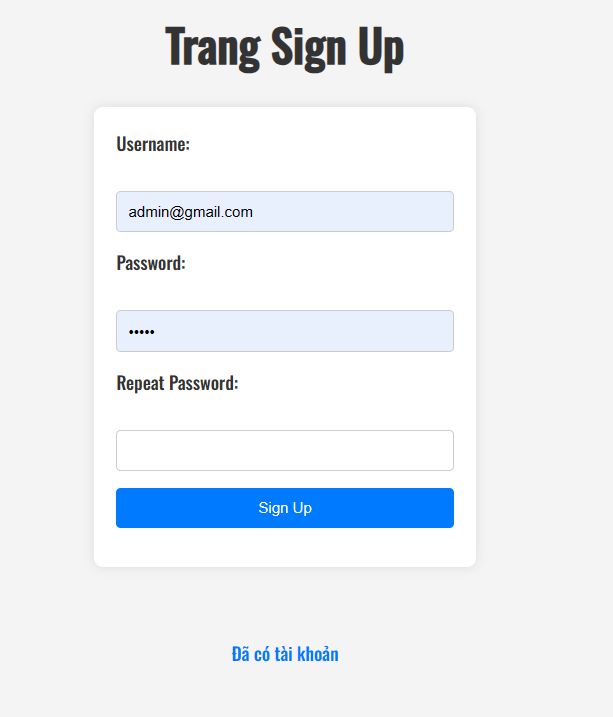 Trang Sign Up
Username:
admin@gmail.com
Password:
•••••
Repeat Password:
Sign Up
Đã có tài khoản